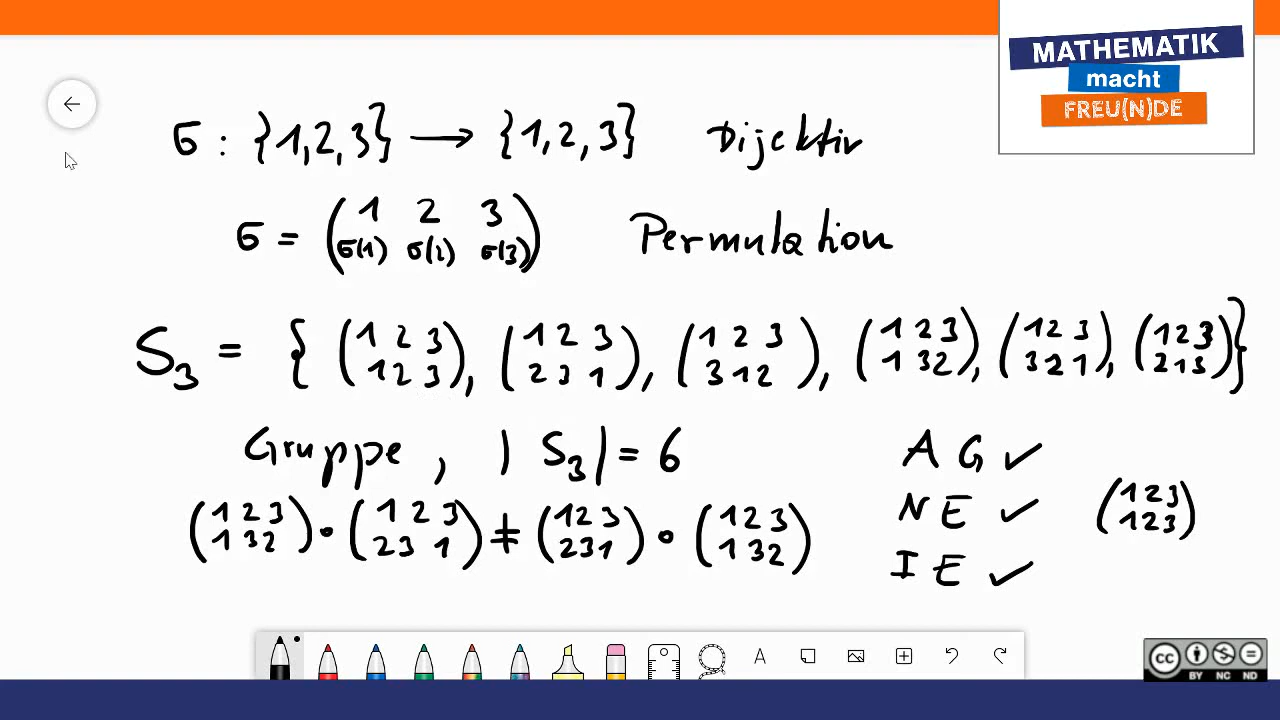 MATHEMATIK
macht
FREU(N)DE
σ : {1,2,3} → {1,2,3} Bijektiv
σ = (1 2 3
σ(1) σ(2) σ(3)) Permutation
S₃ = { (1 2 3 / 1 2 3), (1 2 3 / 2 3 1), (1 2 3 / 3 1 2), (1 2 3 / 1 3 2), (1 2 3 / 3 2 1), (1 2 3 / 2 1 3) }
Gruppe, |S₃| = 6
AG ✓
NE ✓ (1 2 3 / 1 2 3)
(1 2 3 / 1 3 2) ∘ (1 2 3 / 2 3 1) ≠ (1 2 3 / 2 3 1) ∘ (1 2 3 / 1 3 2)
IE ✓
A
cc
BY NC ND